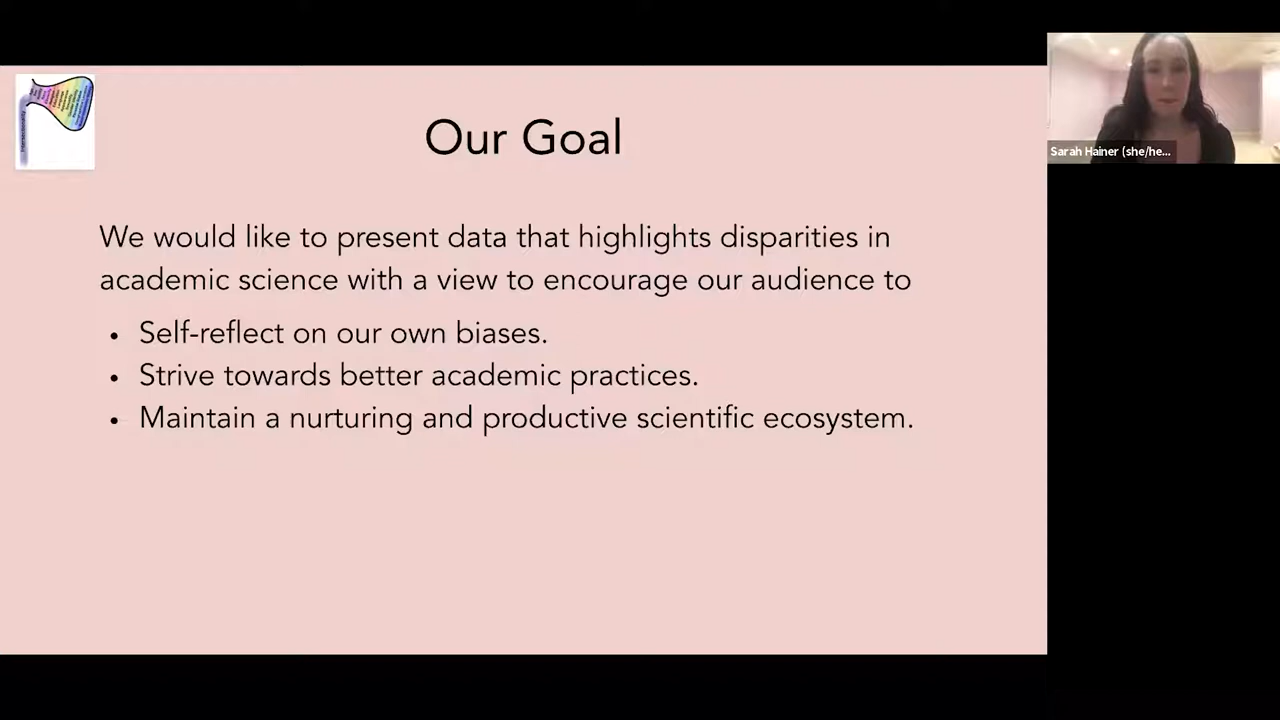 Our Goal
We would like to present data that highlights disparities in
academic science with a view to encourage our audience to
• Self-reflect on our own biases.
• Strive towards better academic practices.
• Maintain a nurturing and productive scientific ecosystem.
Sarah Hainer (she/he...
Intersectionality